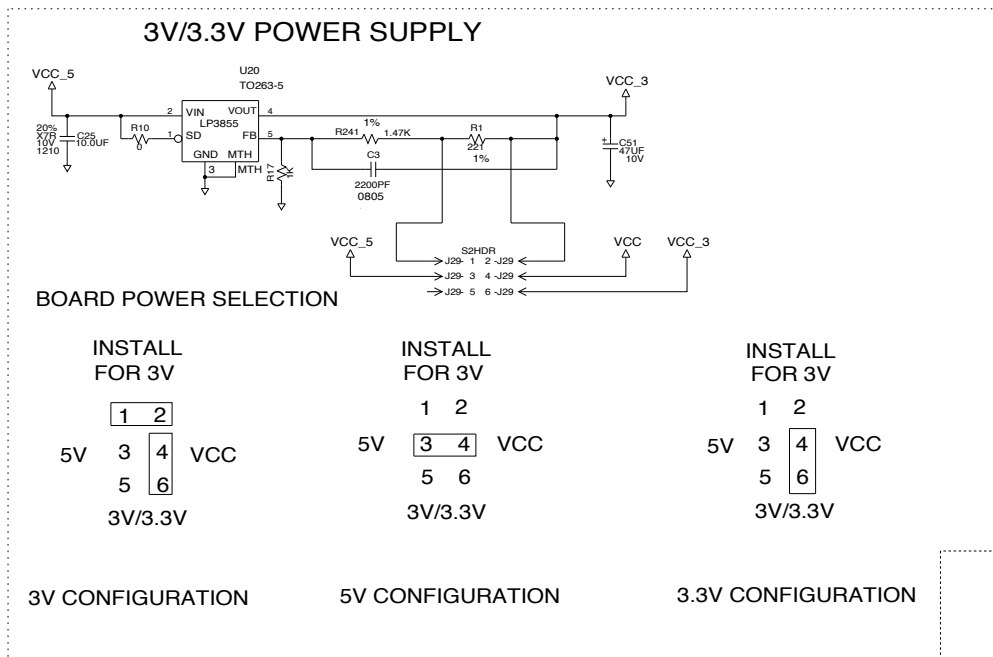 3V/3.3V POWER SUPPLY
VCC_5
U20
TO263-5
VCC_3
2 VIN VOUT 4
LP3855
1 SD FB 5
GND MTH
3 MTH
20%
X7R
10V
1210
C25
10.0UF
R10
0
R17
1K
1%
R241 1.47K
R1
221
1%
C3
2200PF
0805
C51
47UF
10V
+
VCC_5
S2HDR
VCC
VCC_3
J29- 1 2 -J29
J29- 3 4 -J29
J29- 5 6 -J29
BOARD POWER SELECTION
INSTALL
FOR 3V
1 2
5V 3 4 VCC
5 6
3V/3.3V
3V CONFIGURATION
INSTALL
FOR 3V
1 2
5V 3 4 VCC
5 6
3V/3.3V
5V CONFIGURATION
INSTALL
FOR 3V
1 2
5V 3 4 VCC
5 6
3V/3.3V
3.3V CONFIGURATION